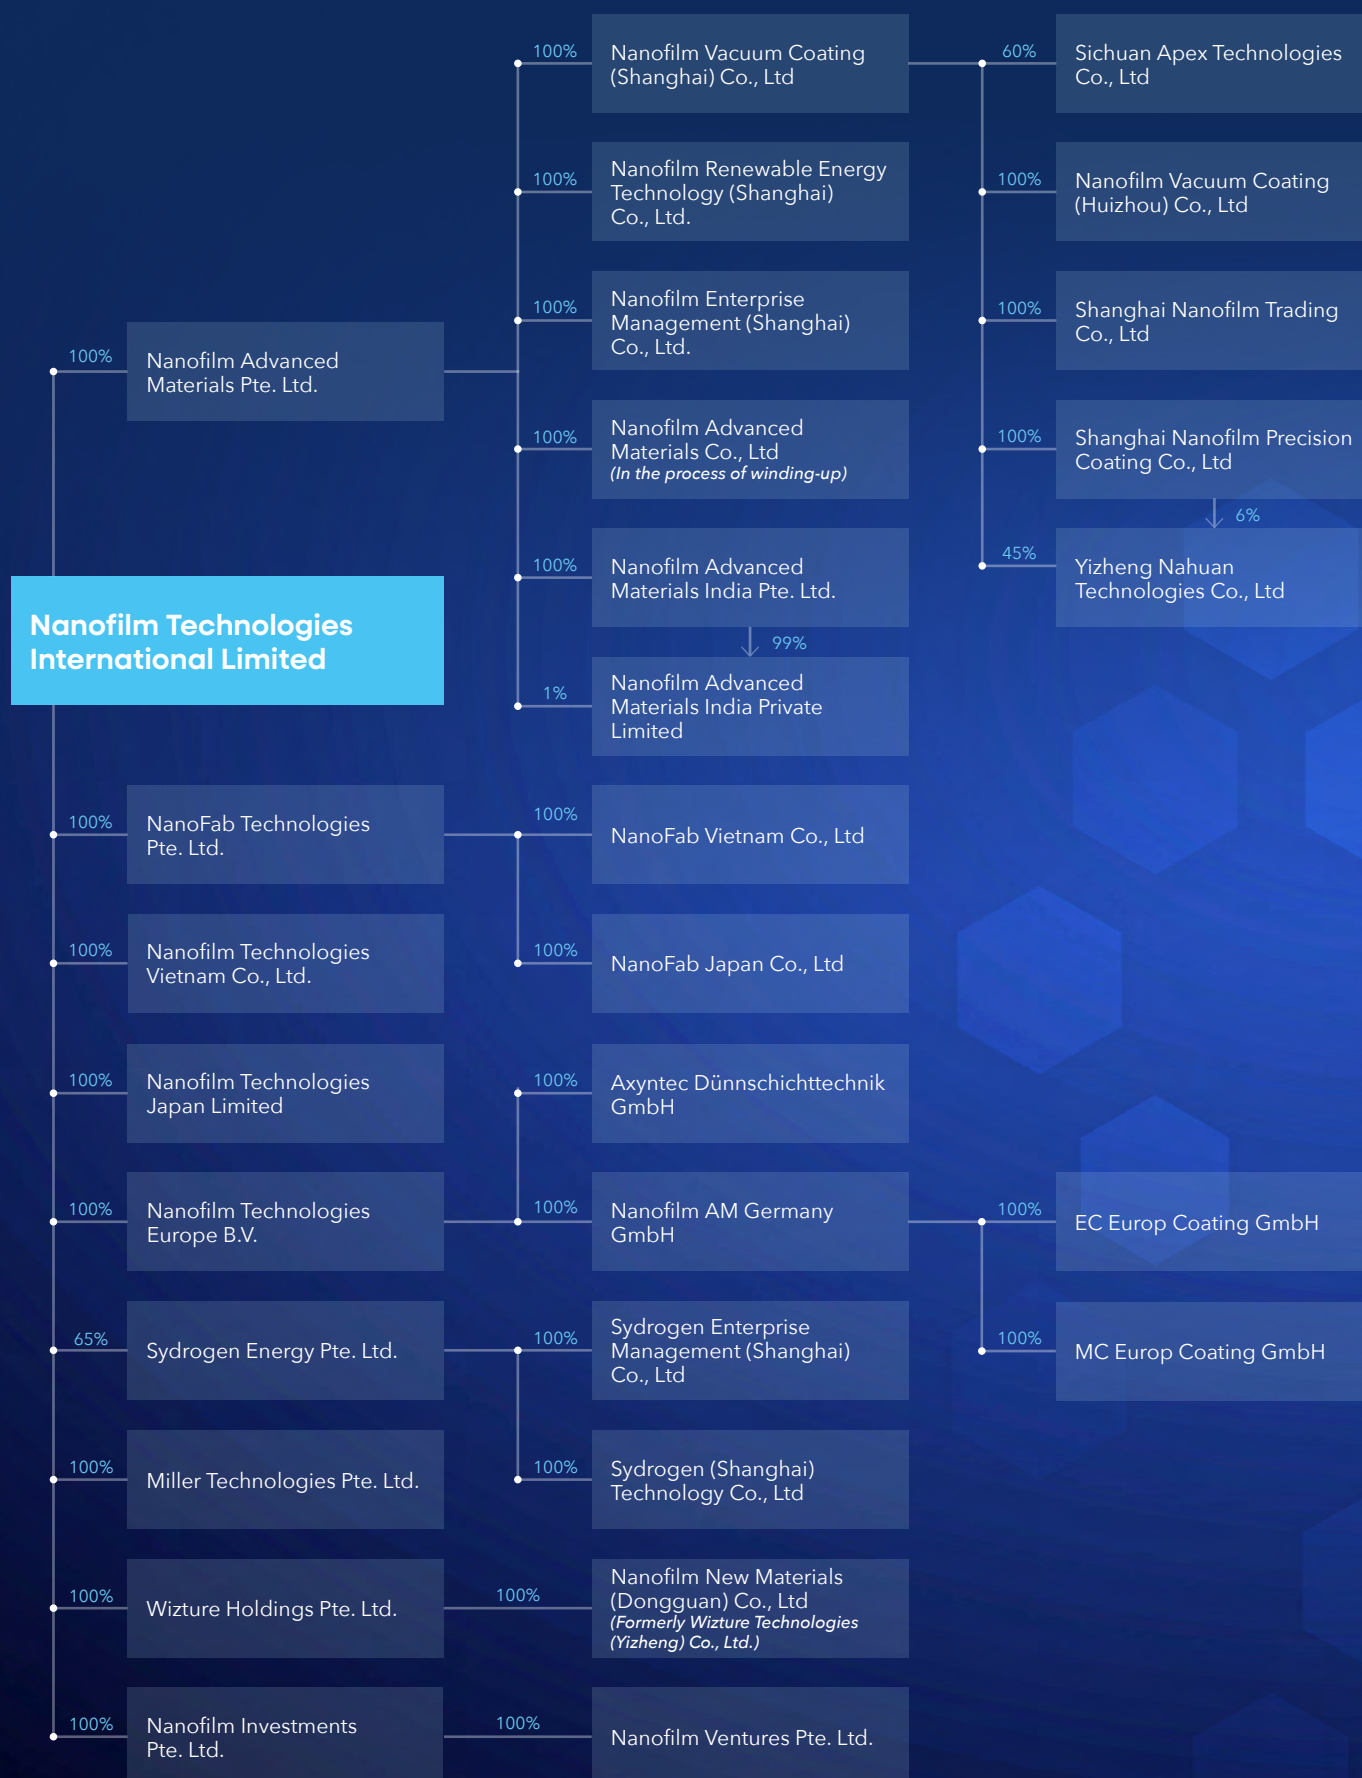 Nanofilm Technologies
International Limited
100%
Nanofilm Advanced
Materials Pte. Ltd.
100%
Nanofilm Vacuum Coating
(Shanghai) Co., Ltd
60%
Sichuan Apex Technologies
Co., Ltd
100%
Nanofilm Vacuum Coating
(Huizhou) Co., Ltd
100%
Shanghai Nanofilm Trading
Co., Ltd
100%
Shanghai Nanofilm Precision
Coating Co., Ltd
6%
45%
Yizheng Nahuan
Technologies Co., Ltd
100%
Nanofilm Renewable Energy
Technology (Shanghai)
Co., Ltd.
100%
Nanofilm Enterprise
Management (Shanghai)
Co., Ltd.
100%
Nanofilm Advanced
Materials Co., Ltd
(In the process of winding-up)
100%
Nanofilm Advanced
Materials India Pte. Ltd.
99%
1%
Nanofilm Advanced
Materials India Private
Limited
100%
NanoFab Technologies
Pte. Ltd.
100%
NanoFab Vietnam Co., Ltd
100%
NanoFab Japan Co., Ltd
100%
Nanofilm Technologies
Vietnam Co., Ltd.
100%
Nanofilm Technologies
Japan Limited
100%
Nanofilm Technologies
Europe B.V.
100%
Axyntec Dünnschichttechnik
GmbH
100%
Nanofilm AM Germany
GmbH
100%
EC Europ Coating GmbH
100%
MC Europ Coating GmbH
65%
Sydrogen Energy Pte. Ltd.
100%
Sydrogen Enterprise
Management (Shanghai)
Co., Ltd
100%
Sydrogen (Shanghai)
Technology Co., Ltd
100%
Miller Technologies Pte. Ltd.
100%
Wizture Holdings Pte. Ltd.
100%
Nanofilm New Materials
(Dongguan) Co., Ltd
(Formerly Wizture Technologies
(Yizheng) Co., Ltd.)
100%
Nanofilm Investments
Pte. Ltd.
100%
Nanofilm Ventures Pte. Ltd.